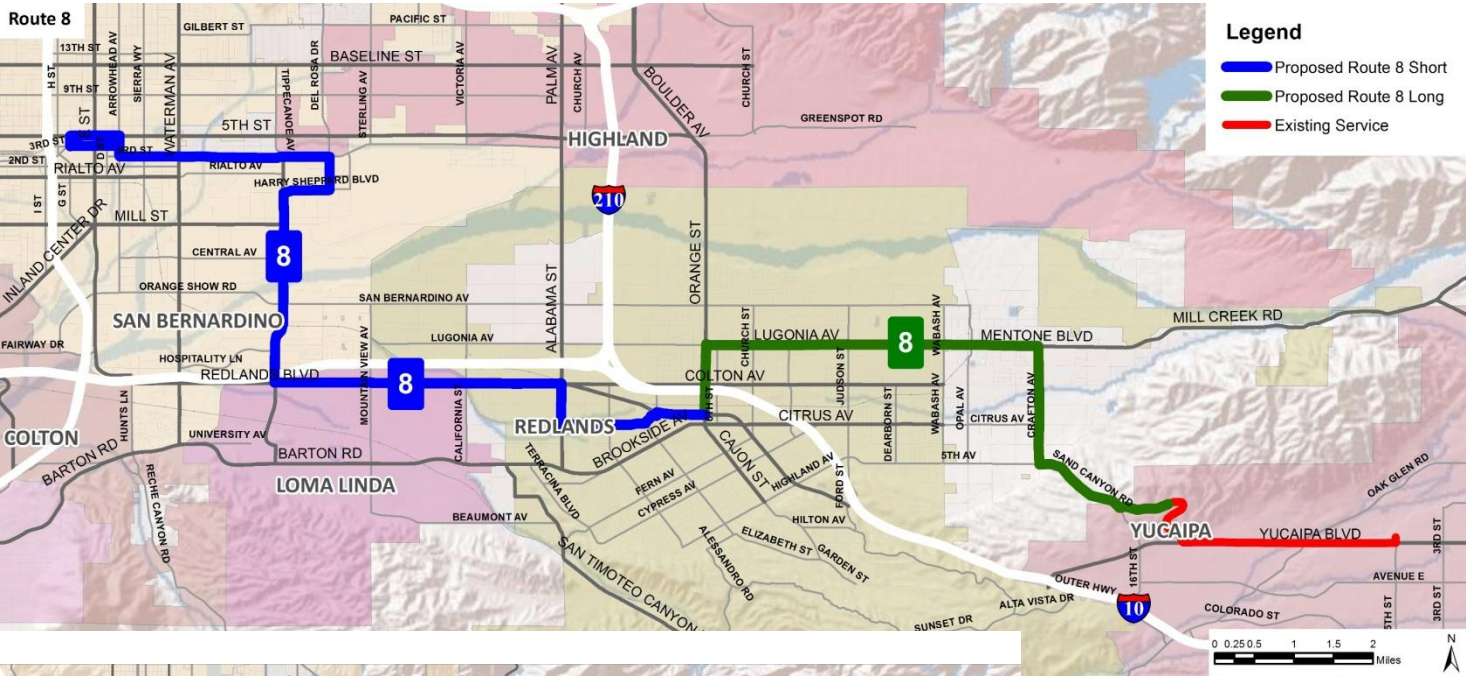 Route 8
Legend
Proposed Route 8 Short
Proposed Route 8 Long
Existing Service
GILBERT ST
PACIFIC ST
13TH ST
BASELINE ST
9TH ST
H ST
ARROWHEAD AV
SIERRA WY
WATERMAN AV
TIPPECANOE AV
DEL ROSA DR
STERLING AV
VICTORIA AV
PALM AV
CHURCH AV
BOULDER AV
CHURCH ST
GREENSPOT RD
5TH ST
3RD ST
E ST
D ST
3RD ST
2ND ST
RIALTO AV
RIALTO AV
HIGHLAND
HARRY SHEPPARD BLVD
I ST
G ST
MILL ST
210
INLAND CENTER DR
CENTRAL AV
8
ORANGE SHOW RD
SAN BERNARDINO AV
ALABAMA ST
ORANGE ST
SAN BERNARDINO
FAIRWAY DR
HOSPITALITY LN
REDLANDS BLVD
MOUNTAIN VIEW AV
LUGONIA AV
8
CALIFORNIA ST
CHURCH ST
LUGONIA AV
JUDSON ST
8
WABASH AV
MENTONE BLVD
MILL CREEK RD
COLTON AV
6TH ST
CITRUS AV
DEARBORN ST
WABASH AV
OPAL AV
CITRUS AV
CRAFTON AV
COLTON
HUNTS LN
UNIVERSITY AV
BARTON RD
BARTON RD
REDLANDS
BROOKSIDE AV
CAJON ST
5TH AV
SAND CANYON RD
LOMA LINDA
RECHE CANYON RD
TERRACINA BLVD
FERN AV
CYPRESS AV
HIGHLAND AV
FORD ST
OAK GLEN RD
BEAUMONT AV
HILTON AV
YUCAIPA
YUCAIPA BLVD
3RD ST
SAN TIMOTEO CANYON
ALESSANDRO RD
ELIZABETH ST
GARDEN ST
OUTER HWY
16TH ST
AVENUE E
ALTA VISTA DR
10
COLORADO ST
5TH ST
3RD ST
SUNSET DR
0 0.25 0.5 1 1.5 2
Miles
N